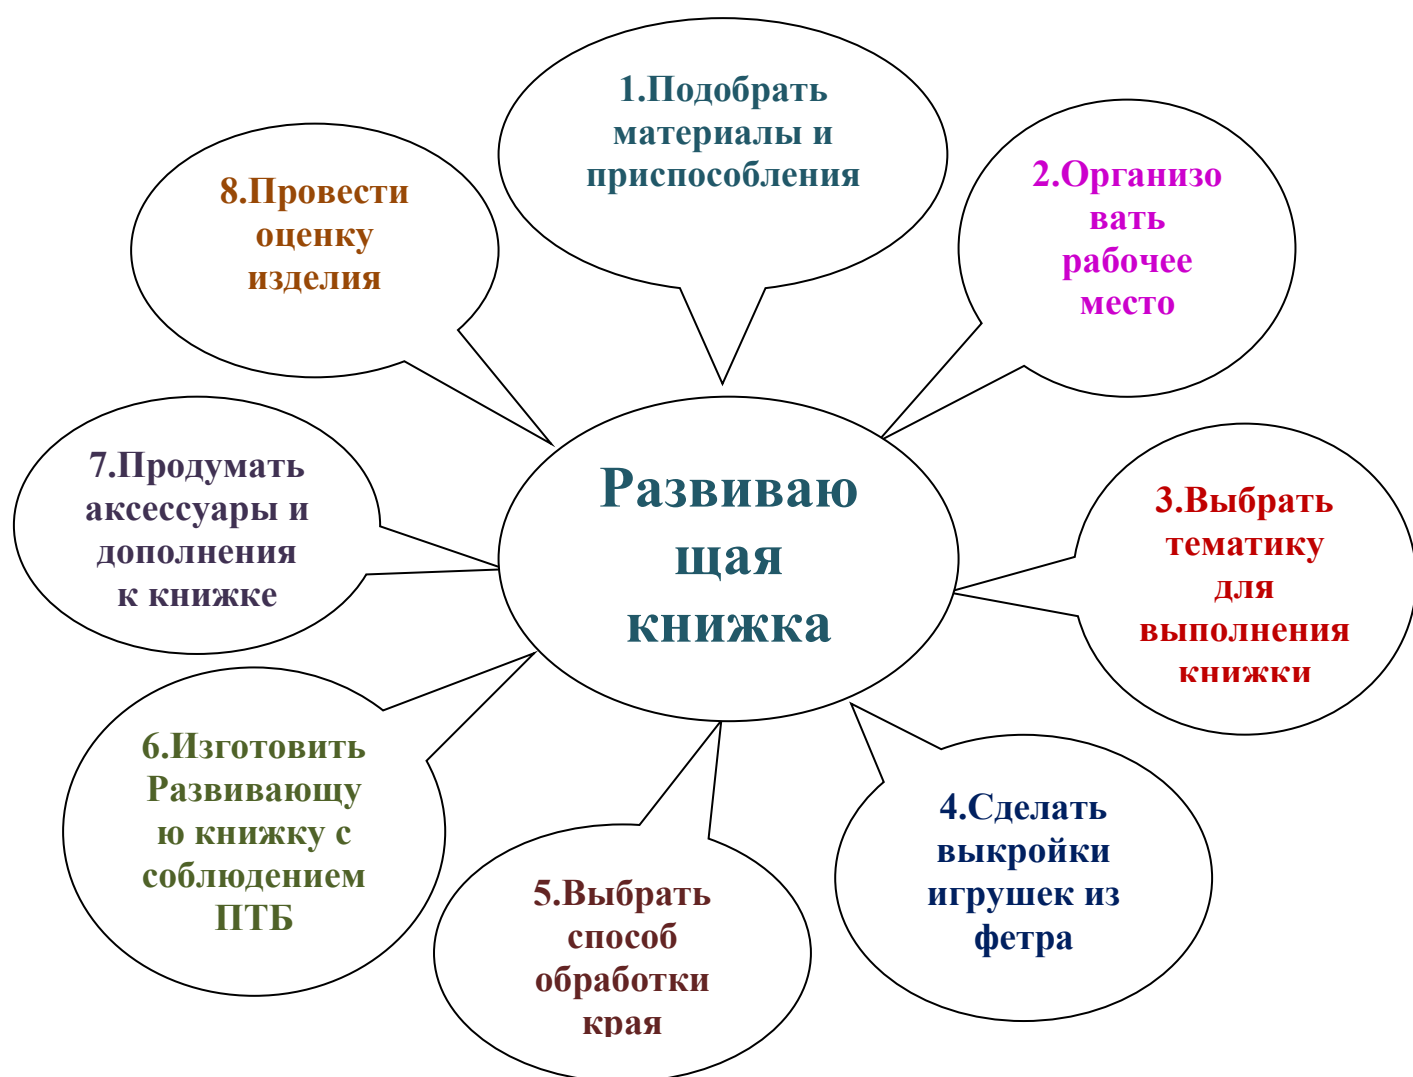 1.Подобрать
материалы и
приспособления
2.Организо
вать
рабочее
место
3.Выбрать
тематику
для
выполнения
книжки
4.Сделать
выкройки
игрушек из
фетра
5.Выбрать
способ
обработки
края
6.Изготовить
Развивающу
ю книжку с
соблюдением
ПТБ
7.Продумать
аксессуары и
дополнения
к книжке
8.Провести
оценку
изделия
Развиваю
щая
книжка